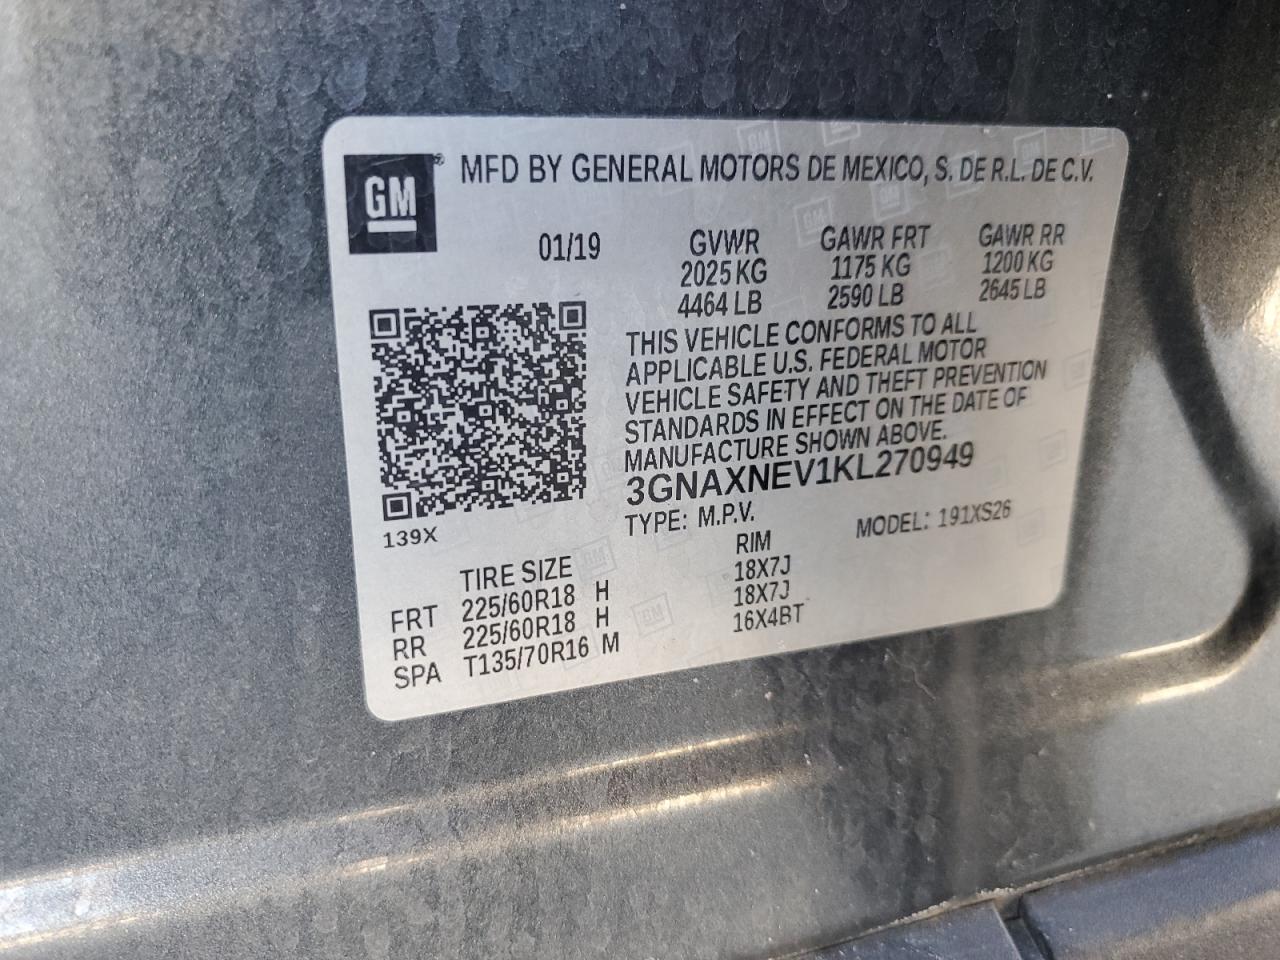 GM® MFD BY GENERAL MOTORS DE MEXICO, S. DE R.L. DE C.V.
01/19 GVWR GAWR FRT GAWR RR
2025 KG 1175 KG 1200 KG
4464 LB 2590 LB 2645 LB
THIS VEHICLE CONFORMS TO ALL
APPLICABLE U.S. FEDERAL MOTOR
VEHICLE SAFETY AND THEFT PREVENTION
STANDARDS IN EFFECT ON THE DATE OF
MANUFACTURE SHOWN ABOVE.
3GNAXNEV1KL270949
139X
TYPE: M.P.V. MODEL: 191XS26
TIRE SIZE RIM
FRT 225/60R18 H 18X7J
RR 225/60R18 H 18X7J
SPA T135/70R16 M 16X4BT